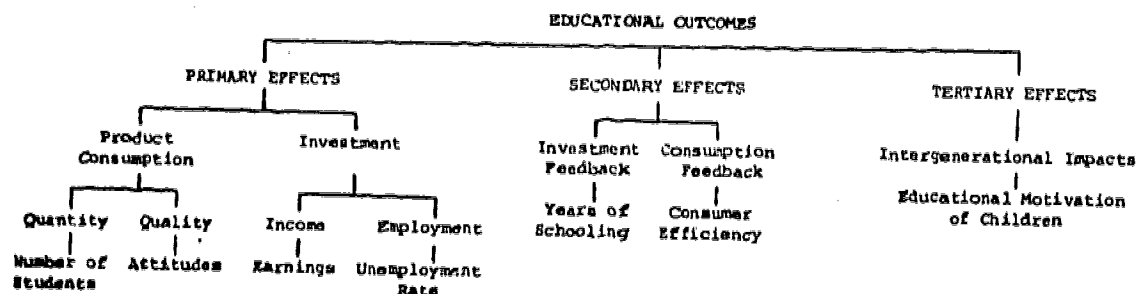 EDUCATIONAL OUTCOMES
PRIMARY EFFECTS
SECONDARY EFFECTS
TERTIARY EFFECTS
Product
Consumption
Investment
Investment
Feedback
Consumption
Feedback
Intergenerational Impacts
Quantity
Quality
Income
Employment
Years of
Schooling
Consumer
Efficiency
Educational Motivation
of Children
Number of
Students
Attitudes
Earnings
Unemployment
Rate